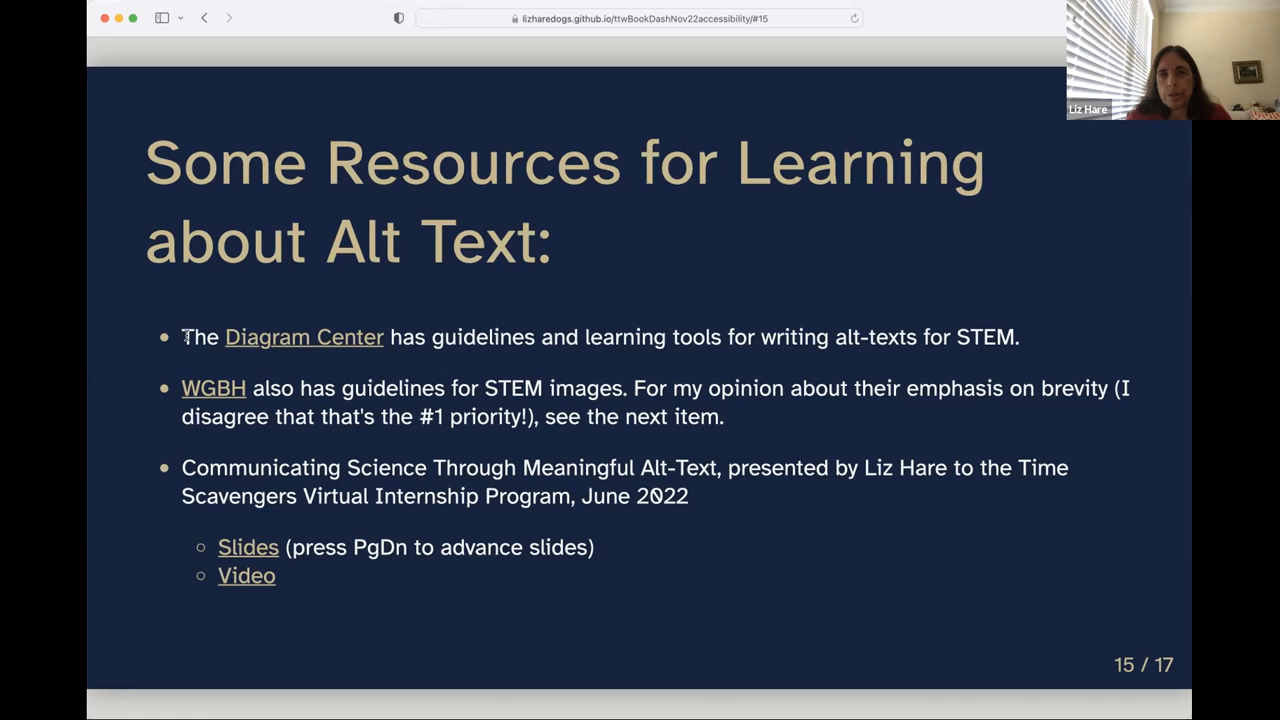 lizharedogs.github.io/ttwBookDashNov22accessibility/#15
Liz Hare
Some Resources for Learning
about Alt Text:
The Diagram Center has guidelines and learning tools for writing alt-texts for STEM.
WGBH also has guidelines for STEM images. For my opinion about their emphasis on brevity (I
disagree that that's the #1 priority!), see the next item.
Communicating Science Through Meaningful Alt-Text, presented by Liz Hare to the Time
Scavengers Virtual Internship Program, June 2022
Slides (press PgDn to advance slides)
Video
15 / 17